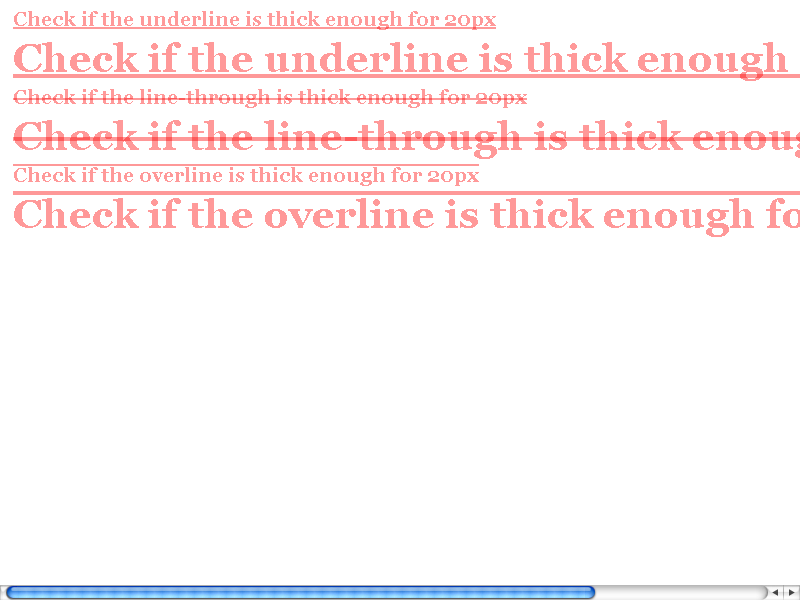 Check if the underline is thick enough for 20px
Check if the underline is thick enough
Check if the line-through is thick enough for 20px
Check if the line-through is thick
Check if the overline is thick enough for 20px
Check if the overline is thick enough